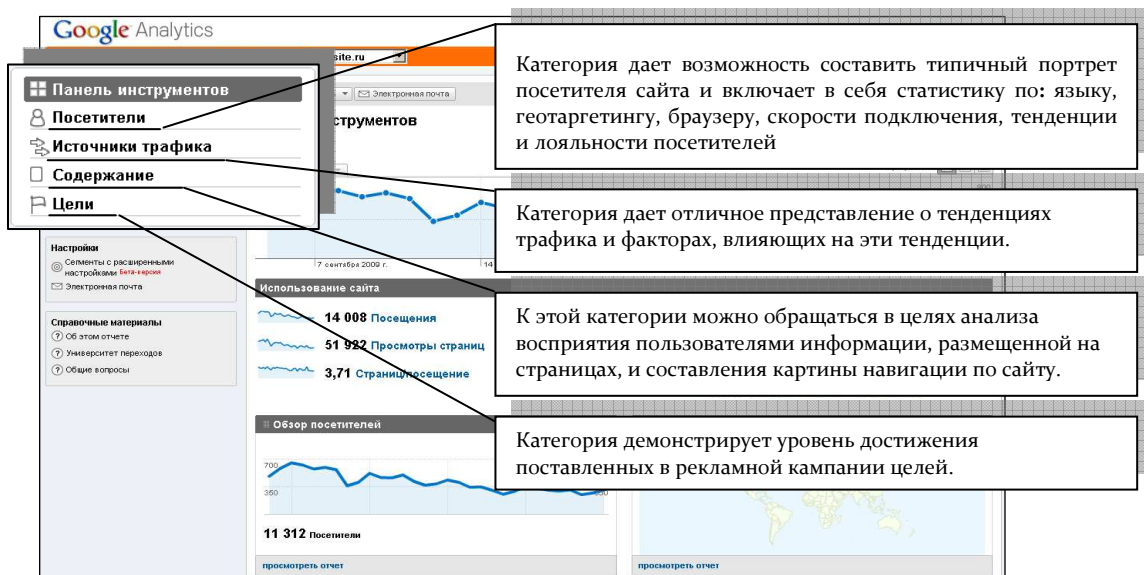 Google Analytics
site.ru
Панель инструментов
Посетители
Источники трафика
Содержание
Цели
Электронная почта
струментов
Категория дает возможность составить типичный портрет
посетителя сайта и включает в себя статистику по: языку,
геотаргетингу, браузеру, скорости подключения, тенденции
и лояльности посетителей
Категория дает отличное представление о тенденциях
трафика и факторах, влияющих на эти тенденции.
7 сентября 2009 г.
14
Настройки
Сегменты с расширенными
настройками Бета-версия
Электронная почта
Справочные материалы
Об этом отчете
Университет переходов
Общие вопросы
Использование сайта
14 008 Посещения
51 922 Просмотры страниц
3,71 Страниц/посещение
К этой категории можно обращаться в целях анализа
восприятия пользователями информации, размещенной на
страницах, и составления картины навигации по сайту.
Обзор посетителей
700
350
11 312 Посетители
просмотреть отчет
Категория демонстрирует уровень достижения
поставленных в рекламной кампании целей.
просмотреть отчет